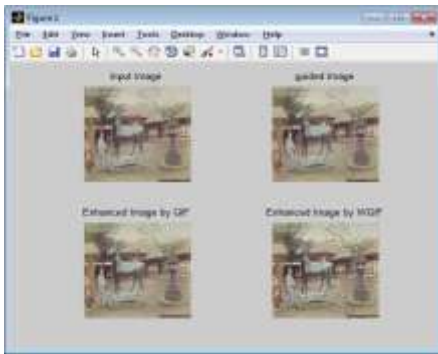 Figure 1
File Edit View Insert Tools Desktop Window Help
input image
guided image
Enhanced Image by GIF
Enhanced Image by WGIF